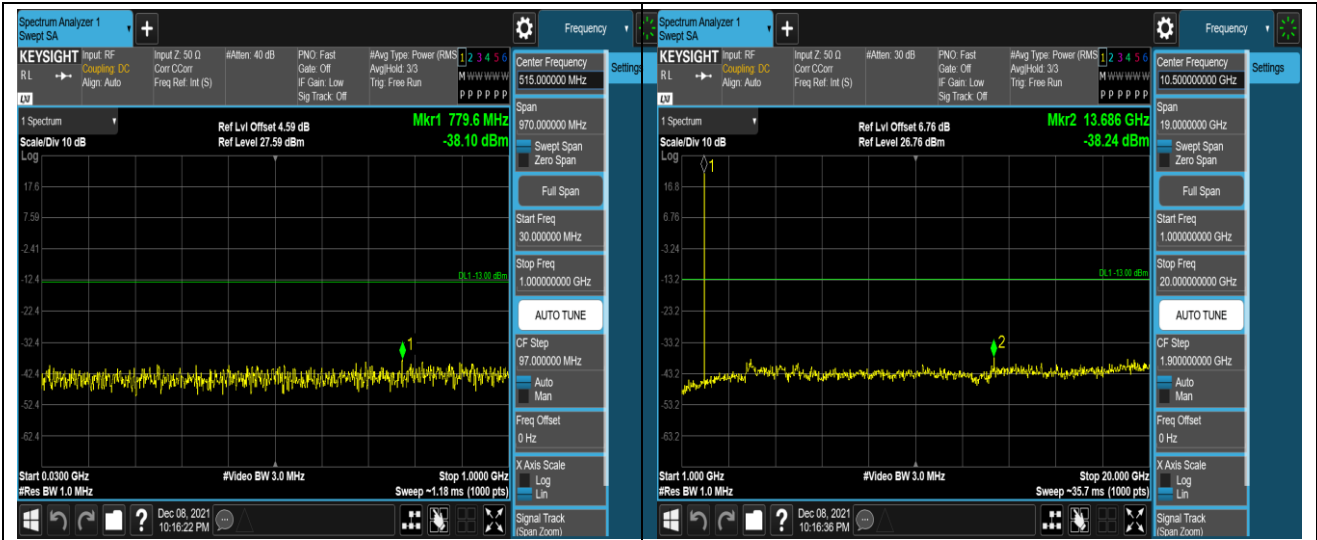 Spectrum Analyzer 1
Swept SA
Frequency
KEYSIGHT
RL
LXI
Input: RF
Coupling: DC
Align: Auto
Input Z: 50 Ω
Corr CCorr
Freq Ref: Int (S)
#Atten: 40 dB
PNO: Fast
Gate: Off
IF Gain: Low
Sig Track: Off
#Avg Type: Power (RMS
Avg|Hold: 3/3
Trig: Free Run
1 2 3 4 5 6
M W W W W W
P P P P P P
1 Spectrum
Scale/Div 10 dB
Log
Ref Lvl Offset 4.59 dB
Ref Level 27.59 dBm
Mkr1 779.6 MHz
-38.10 dBm
17.6
7.59
-2.41
-12.4
-22.4
-32.4
-42.4
-52.4
-62.4
DL1 -13.00 dBm
1
Start 0.0300 GHz
#Res BW 1.0 MHz
#Video BW 3.0 MHz
Stop 1.0000 GHz
Sweep ~1.18 ms (1000 pts)
Dec 08, 2021
10:16:22 PM
Center Frequency
515.000000 MHz
Span
970.000000 MHz
Swept Span
Zero Span
Full Span
Start Freq
30.000000 MHz
Stop Freq
1.000000000 GHz
AUTO TUNE
CF Step
97.000000 MHz
Auto
Man
Freq Offset
0 Hz
X Axis Scale
Log
Lin
Signal Track
(Span Zoom)
Settings
Spectrum Analyzer 1
Swept SA
Frequency
KEYSIGHT
RL
LXI
Input: RF
Coupling: DC
Align: Auto
Input Z: 50 Ω
Corr CCorr
Freq Ref: Int (S)
#Atten: 30 dB
PNO: Fast
Gate: Off
IF Gain: Low
Sig Track: Off
#Avg Type: Power (RMS
Avg|Hold: 3/3
Trig: Free Run
1 2 3 4 5 6
M W W W W W
P P P P P P
1 Spectrum
Scale/Div 10 dB
Log
Ref Lvl Offset 6.76 dB
Ref Level 26.76 dBm
Mkr2 13.686 GHz
-38.24 dBm
1
16.8
6.76
-3.24
-13.2
-23.2
-33.2
-43.2
-53.2
-63.2
DL1 -13.00 dBm
2
Start 1.000 GHz
#Res BW 1.0 MHz
#Video BW 3.0 MHz
Stop 20.000 GHz
Sweep ~35.7 ms (1000 pts)
Dec 08, 2021
10:16:36 PM
Center Frequency
10.500000000 GHz
Span
19.0000000 GHz
Swept Span
Zero Span
Full Span
Start Freq
1.000000000 GHz
Stop Freq
20.000000000 GHz
AUTO TUNE
CF Step
1.900000000 GHz
Auto
Man
Freq Offset
0 Hz
X Axis Scale
Log
Lin
Signal Track
(Span Zoom)
Settings